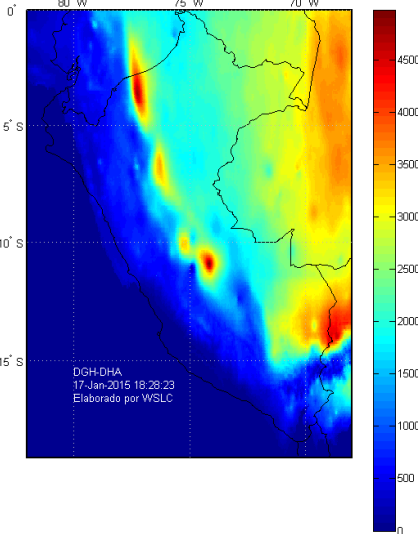 80° W 75° W 70° W
0°
5° S
10° S
15° S
DGH-DHA
17-Jan-2015 18:28:23
Elaborado por WSLC
4500
4000
3500
3000
2500
2000
1500
1000
500
0